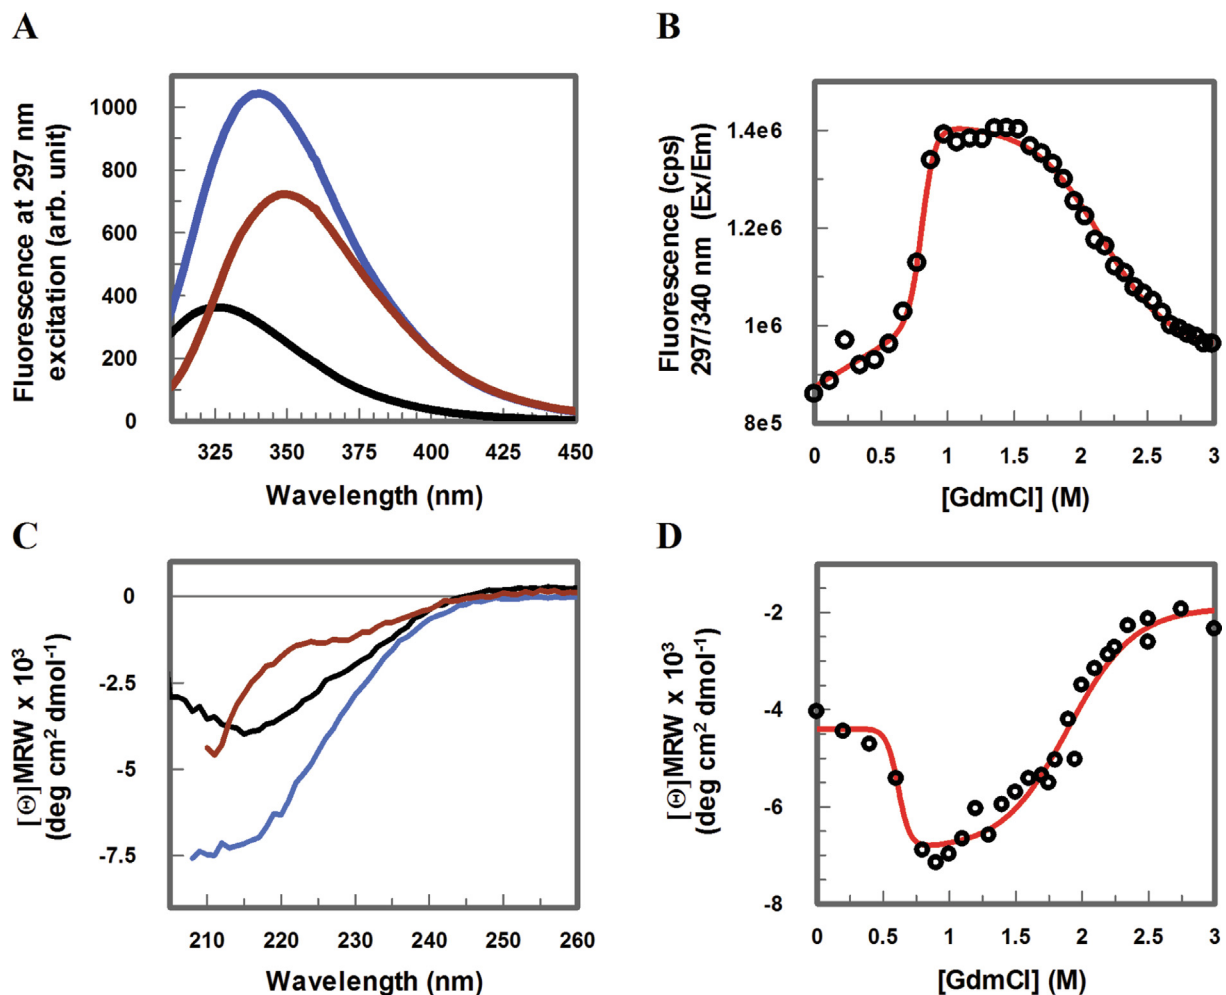 A
Fluorescence at 297 nm
excitation (arb. unit)
1000
800
600
400
200
0
325 350 375 400 425 450
Wavelength (nm)
B
Fluorescence (cps)
297/340 nm (Ex/Em)
1.4e6
1.2e6
1e6
8e5
0 0.5 1 1.5 2 2.5 3
[GdmCl] (M)
C
[Θ]MRW x 10³
(deg cm² dmol⁻¹)
0
-2.5
-5
-7.5
210 220 230 240 250 260
Wavelength (nm)
D
[Θ]MRW x 10³
(deg cm² dmol⁻¹)
-2
-4
-6
-8
0 0.5 1 1.5 2 2.5 3
[GdmCl] (M)